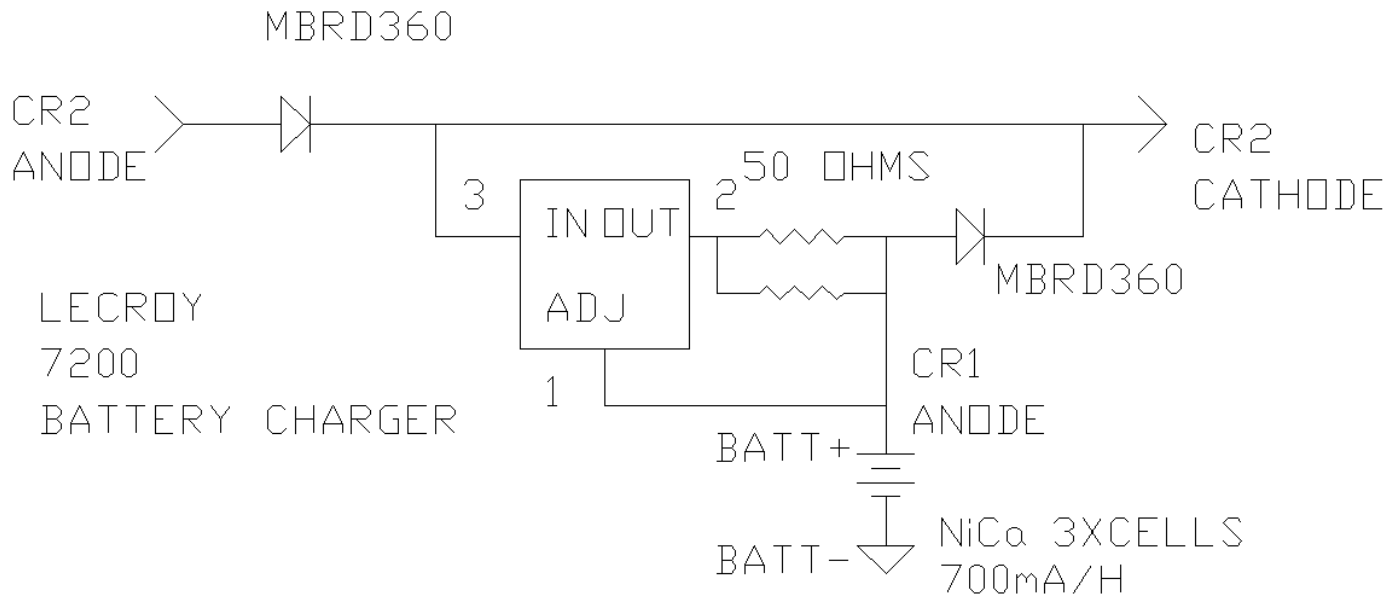 MBRD360
CR2
ANODE
CR2
CATHODE
50 OHMS
3
2
IN OUT
ADJ
1
MBRD360
LECROY
7200
BATTERY CHARGER
CR1
ANODE
BATT+
BATT-
NiCa 3XCELLS
700mA/H